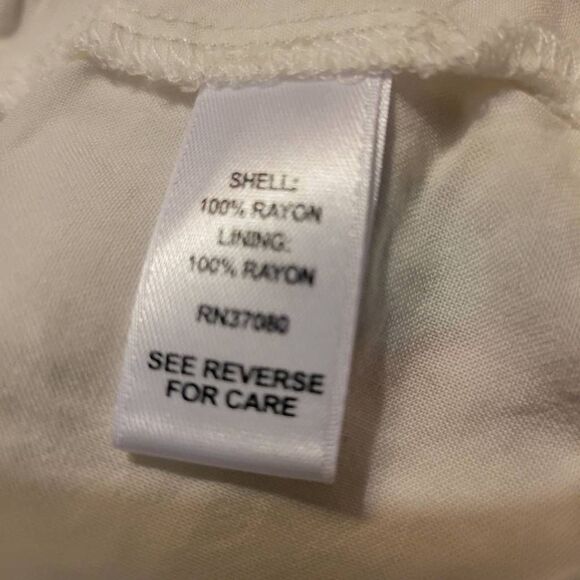 SHELL:
100% RAYON
LINING:
100% RAYON
RN37080
SEE REVERSE
FOR CARE